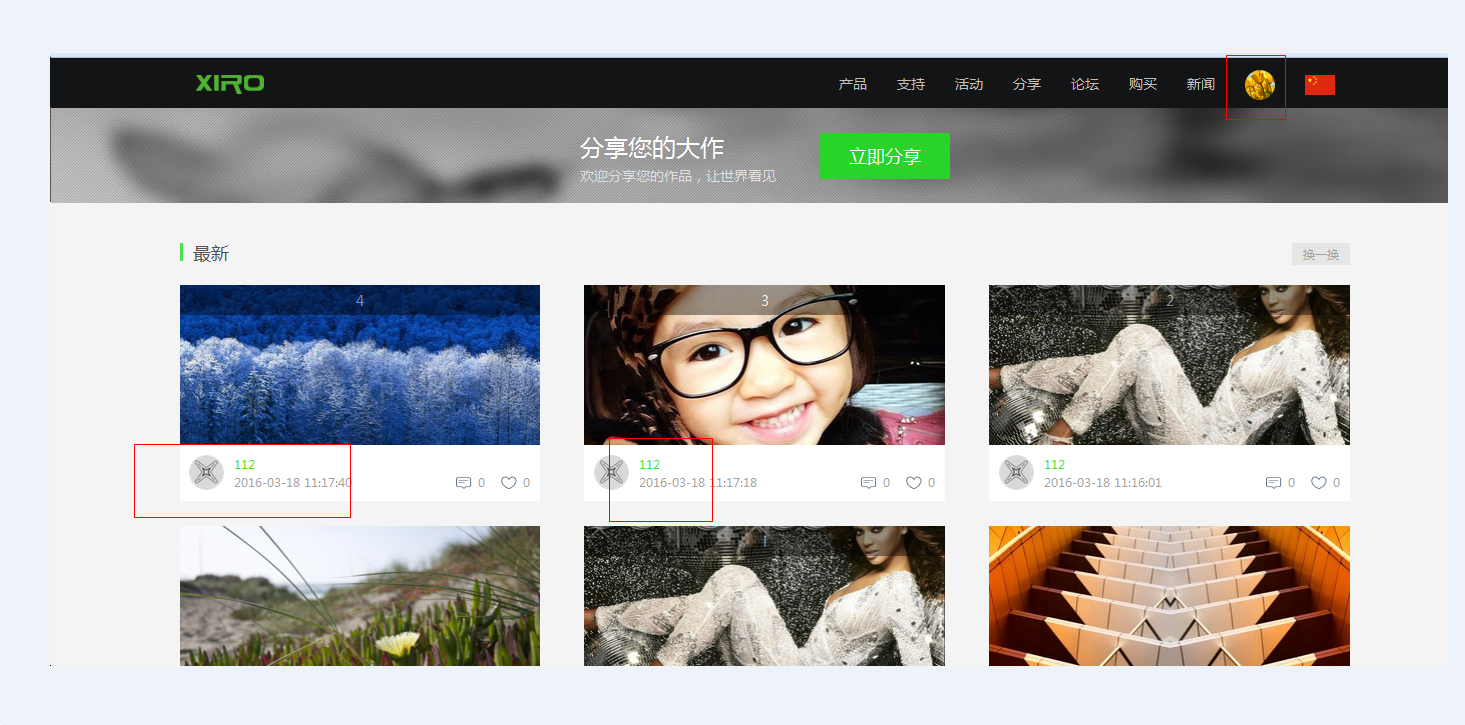 XIRO
产品 支持 活动 分享 论坛 购买 新闻
分享您的大作
立即分享
欢迎分享您的作品，让世界看见
最新
换一换
4
3
2
112
2016-03-18 11:17:40
0
0
112
2016-03-18 11:17:18
0
0
112
2016-03-18 11:16:01
0
0
1